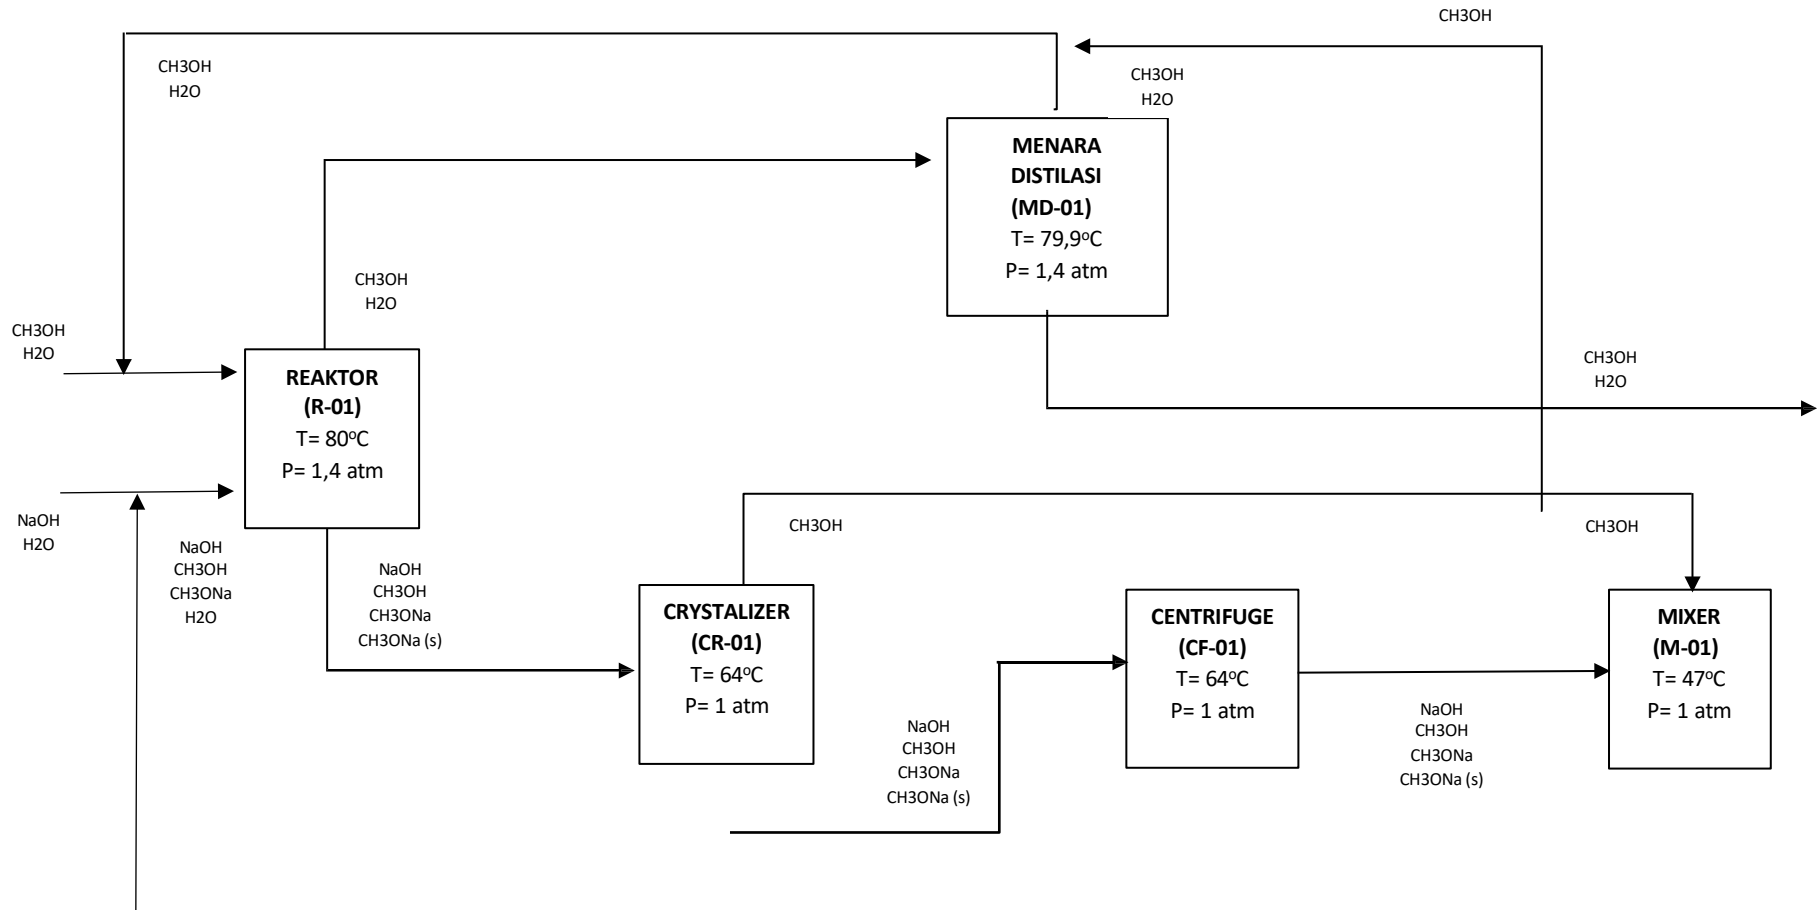 CH3OH
CH3OH
H2O
CH3OH
H2O
MENARA
DISTILASI
(MD-01)
T= 79,9ºC
P= 1,4 atm
CH3OH
H2O
CH3OH
H2O
REAKTOR
(R-01)
T= 80ºC
P= 1,4 atm
CH3OH
H2O
NaOH
H2O
NaOH
CH3OH
CH3ONa
H2O
NaOH
CH3OH
CH3ONa
CH3ONa (s)
CH3OH
CH3OH
CRYSTALIZER
(CR-01)
T= 64ºC
P= 1 atm
NaOH
CH3OH
CH3ONa
CH3ONa (s)
CENTRIFUGE
(CF-01)
T= 64ºC
P= 1 atm
NaOH
CH3OH
CH3ONa
CH3ONa (s)
MIXER
(M-01)
T= 47ºC
P= 1 atm